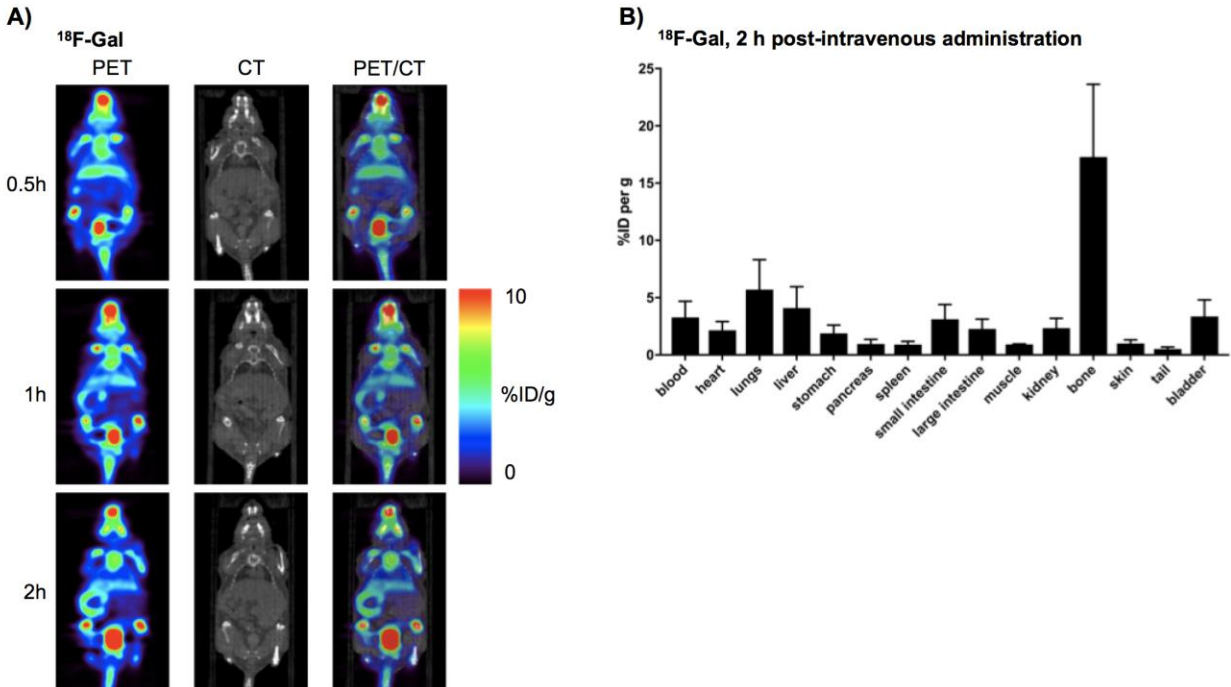 A)
¹⁸F-Gal
PET CT PET/CT
0.5h
1h
2h
10
%ID/g
0
B)
¹⁸F-Gal, 2 h post-intravenous administration
%ID per g
25
20
15
10
5
0
blood
heart
lungs
liver
stomach
pancreas
spleen
small intestine
large intestine
muscle
kidney
bone
skin
tail
bladder